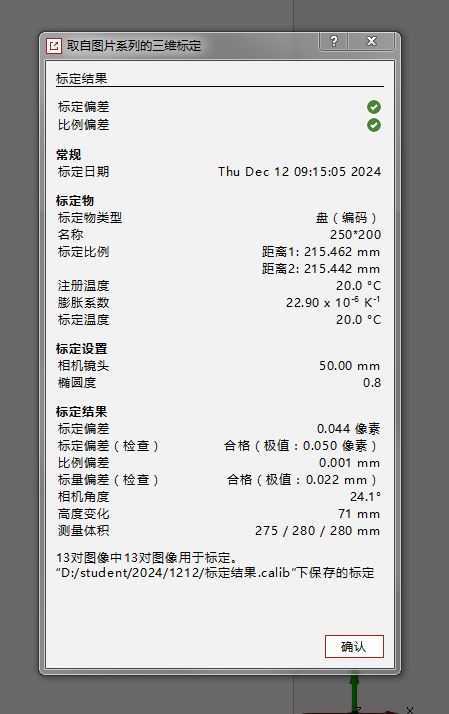 取自图片系列的三维标定
?
X
标定结果
标定偏差
比例偏差
常规
标定日期 Thu Dec 12 09:15:05 2024
标定物
标定物类型 盘（编码）
名称 250*200
标定比例 距离1: 215.462 mm
距离2: 215.442 mm
注册温度 20.0 °C
膨胀系数 22.90 x 10⁻⁶ K⁻¹
标定温度 20.0 °C
标定设置
相机镜头 50.00 mm
椭圆度 0.8
标定结果
标定偏差 0.044 像素
标定偏差（检查） 合格（极值：0.050 像素）
比例偏差 0.001 mm
标量偏差（检查） 合格（极值：0.022 mm）
相机角度 24.1°
高度变化 71 mm
测量体积 275 / 280 / 280 mm
13对图像中13对图像用于标定。
“D:/student/2024/1212/标定结果.calib”下保存的标定
确认
Z
X